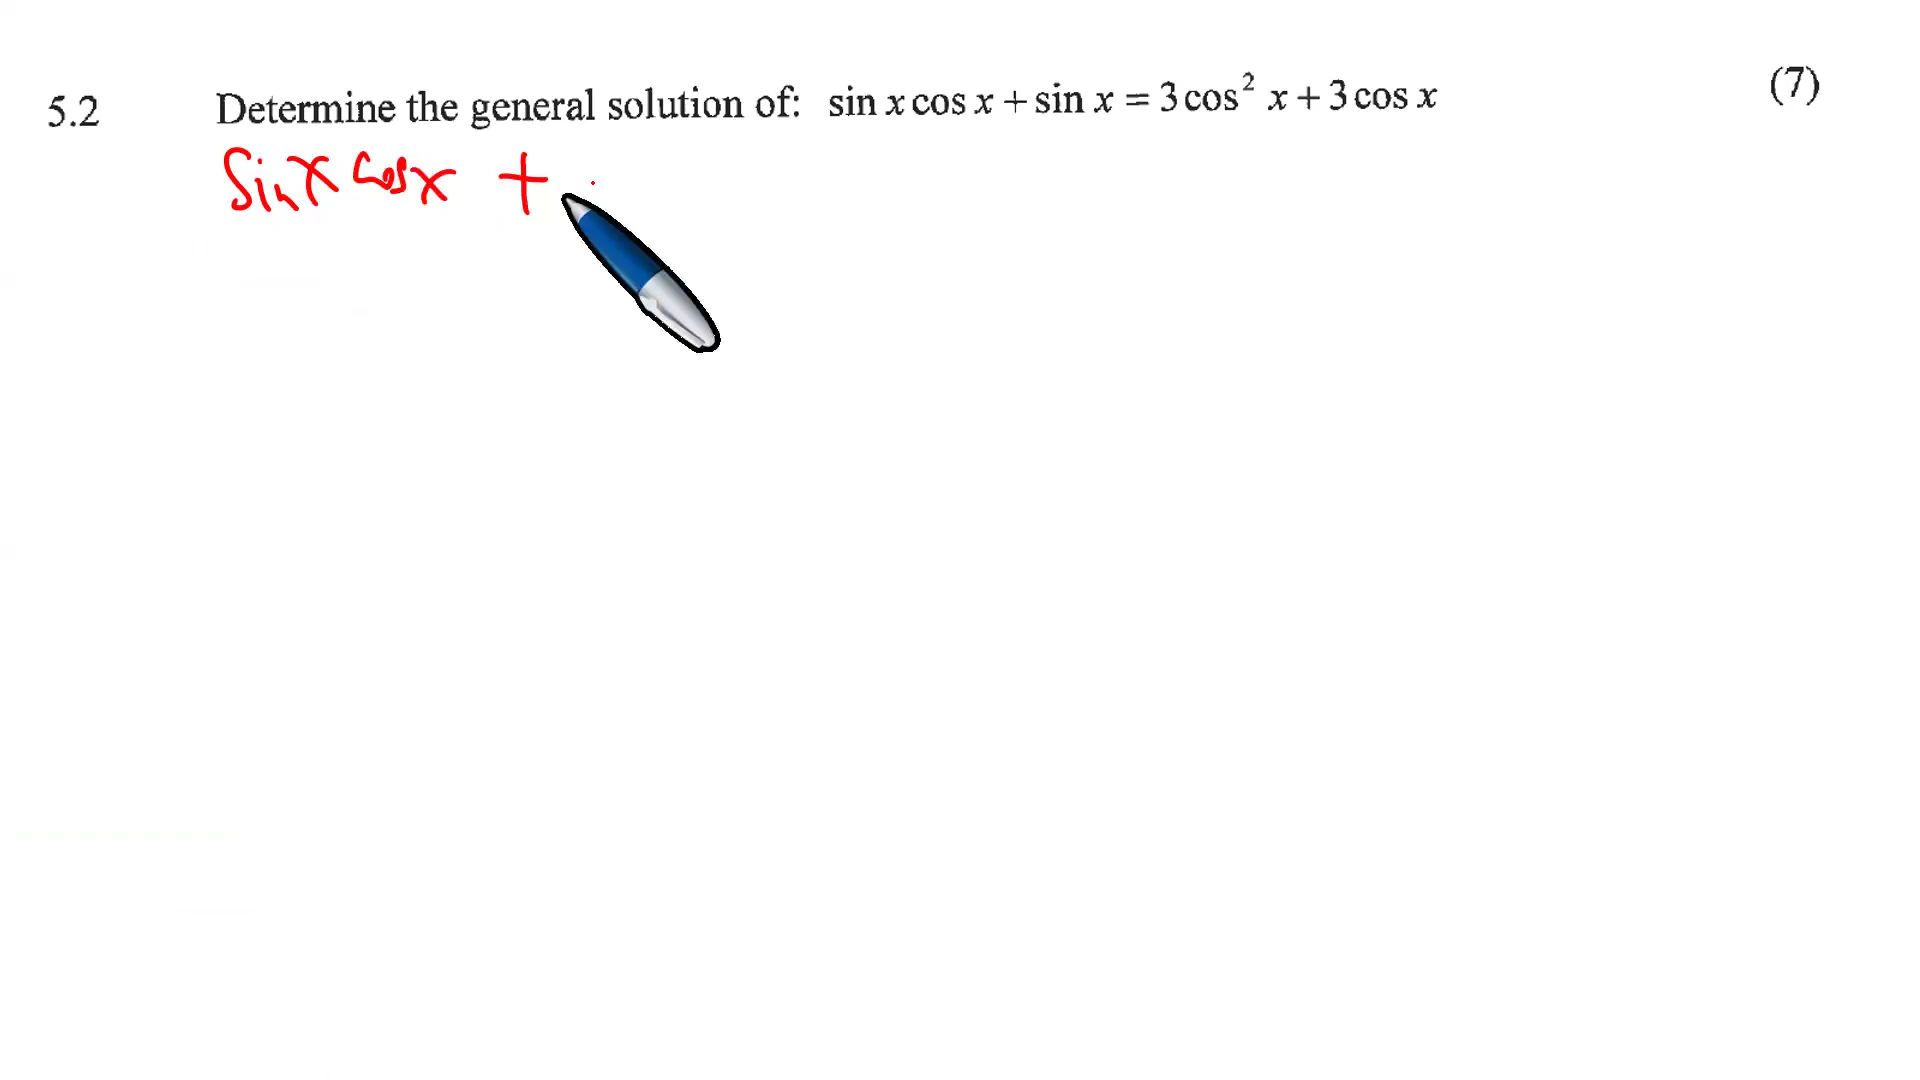 5.2 Determine the general solution of: sin x cos x + sin x = 3 cos² x + 3 cos x (7)
Sin x cos x +